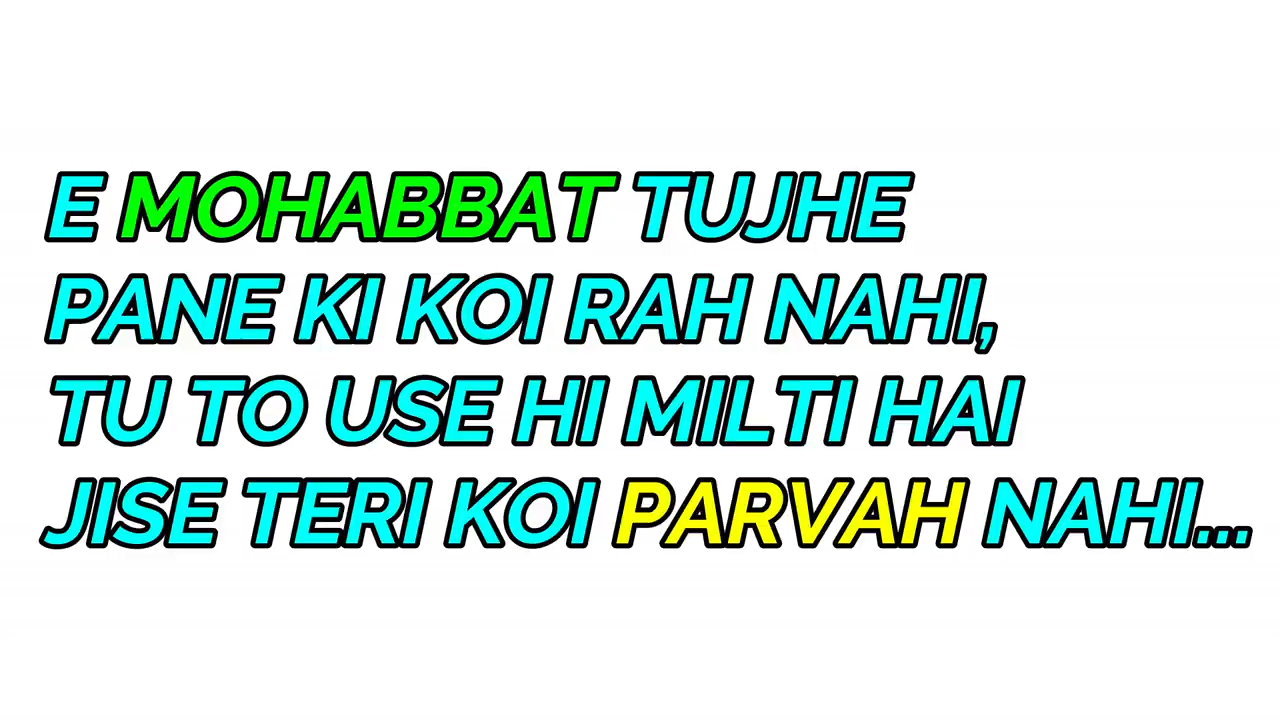 E MOHABBAT TUJHE
PANE KI KOI RAH NAHI,
TU TO USE HI MILTI HAI
JISE TERI KOI PARVAH NAHI...